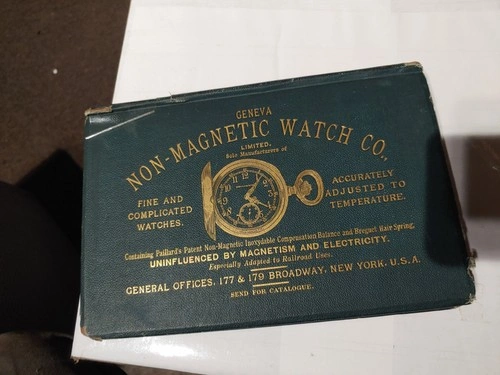 GENEVA
NON-MAGNETIC WATCH CO.,
LIMITED.
Sole Manufacturers of
FINE AND
COMPLICATED
WATCHES.
ACCURATELY
ADJUSTED TO
TEMPERATURE.
Containing Paillard's Patent Non-Magnetic Inoxydable Compensation Balance and Breguet Hair Spring,
UNINFLUENCED BY MAGNETISM AND ELECTRICITY.
Especially Adapted to Railroad Uses.
GENERAL OFFICES, 177 & 179 BROADWAY, NEW YORK, U.S.A.
SEND FOR CATALOGUE.